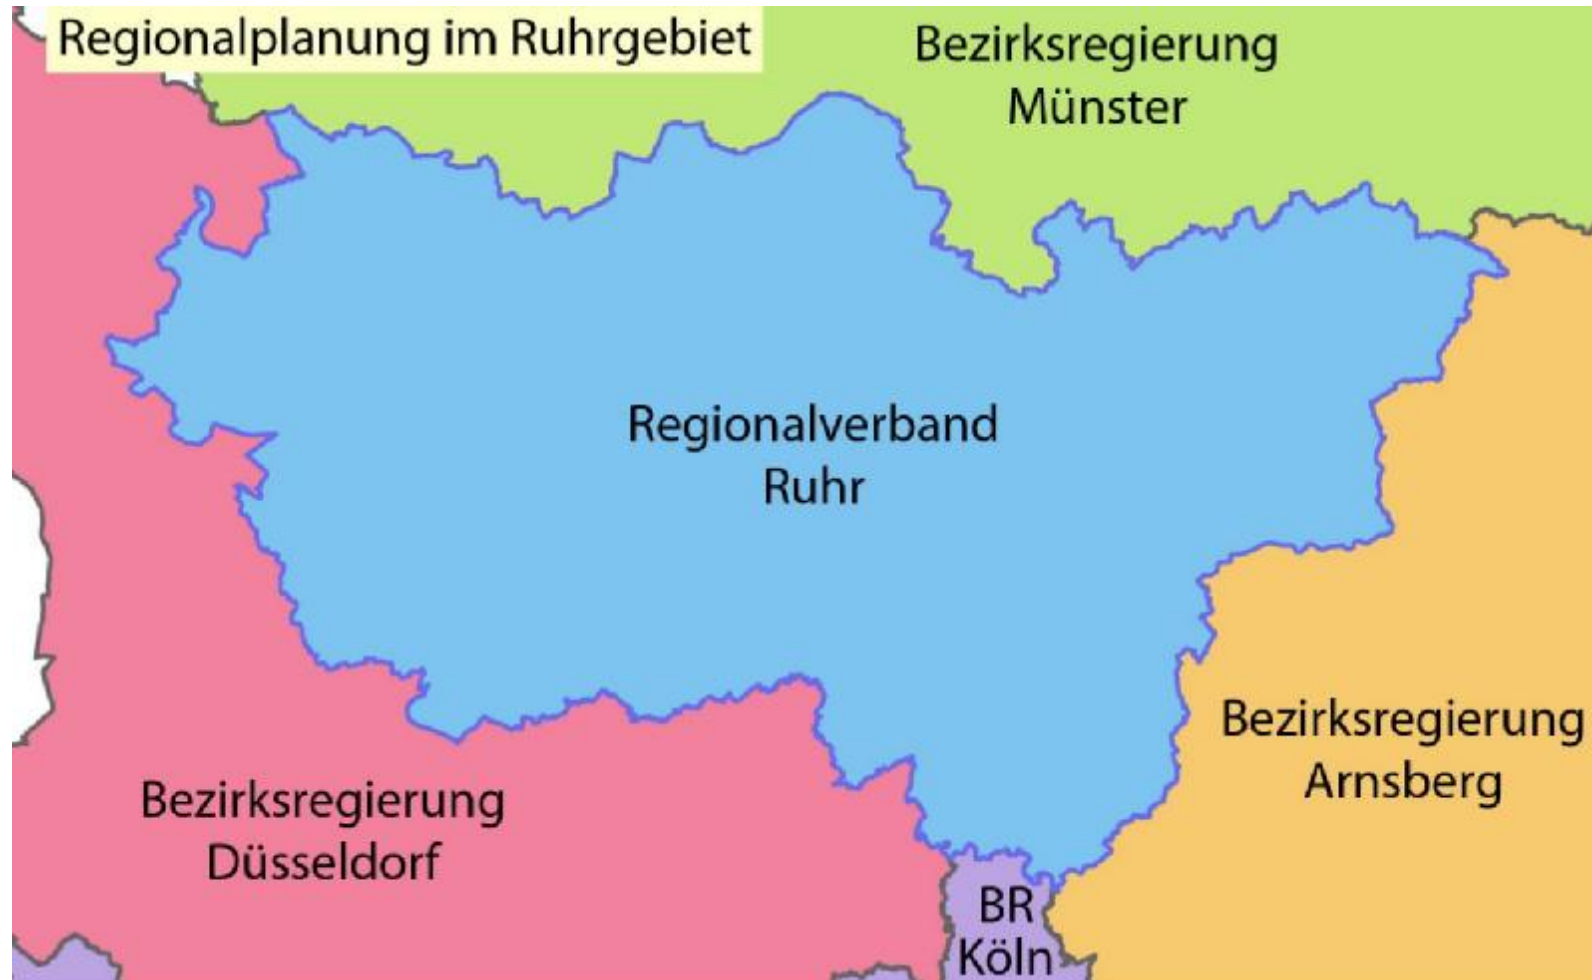 Regionalplanung im Ruhrgebiet
Bezirksregierung
Münster
Regionalverband
Ruhr
Bezirksregierung
Arnsberg
Bezirksregierung
Düsseldorf
BR
Köln